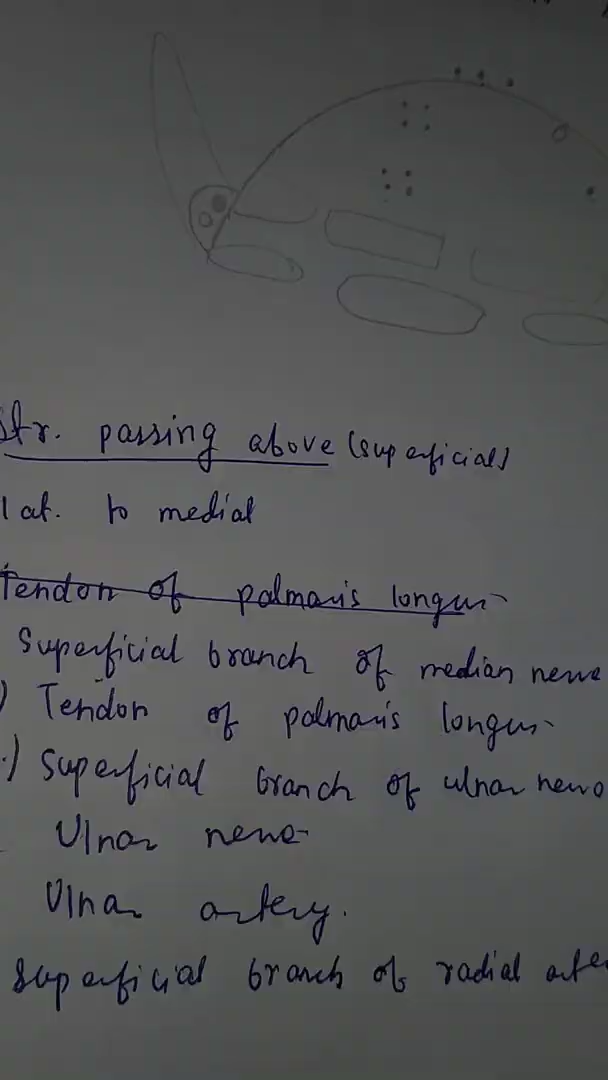 Str. passing above (superficial)
lat. to medial
Tendon of palmaris longus
Superficial branch of median nerve
) Tendon of palmaris longus
.) Superficial branch of ulnar nerve
Ulnar nerve
Ulnar artery.
Superficial branch of radial arte